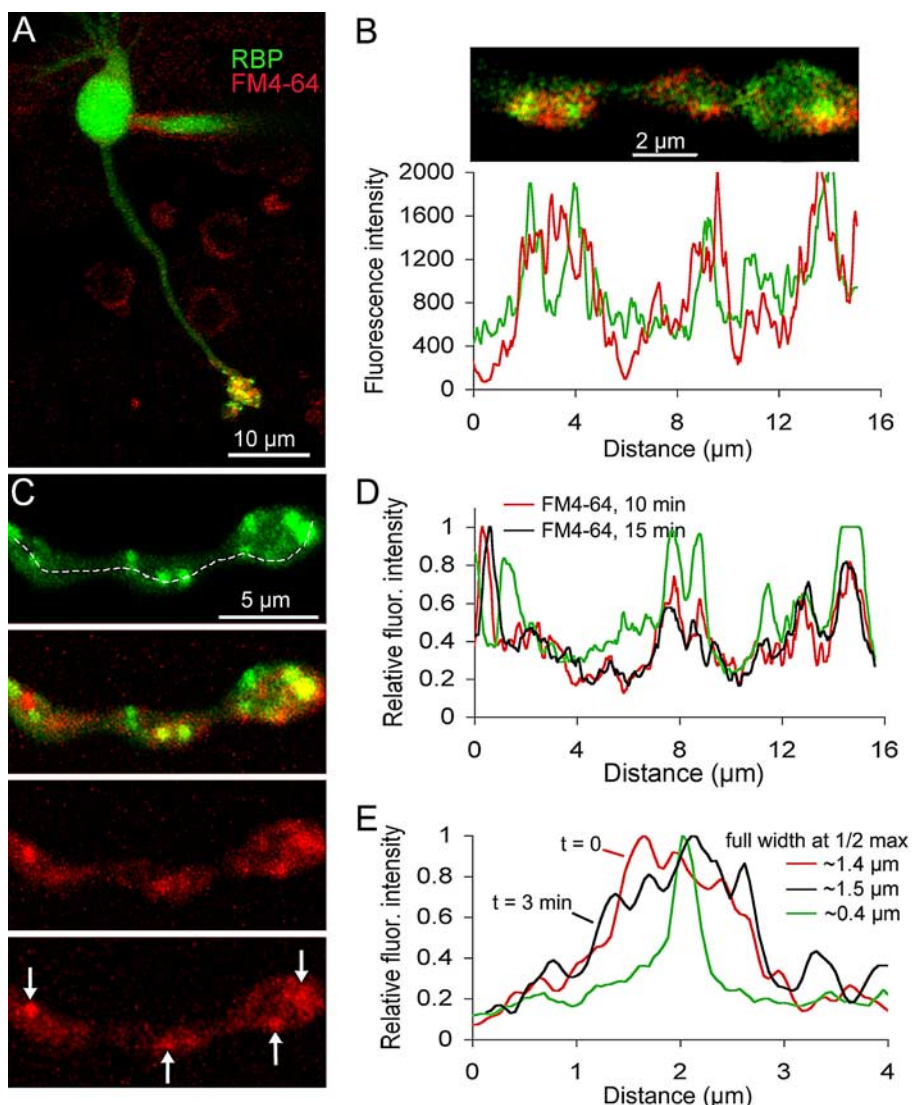 A
RBP
FM4-64
10 µm
B
2 µm
Fluorescence intensity
2000
1600
1200
800
400
0
0 4 8 12 16
Distance (µm)
C
5 µm
D
FM4-64, 10 min
FM4-64, 15 min
Relative fluor. intensity
1
0.8
0.6
0.4
0.2
0
0 4 8 12 16
Distance (µm)
E
full width at 1/2 max
t = 0
~1.4 µm
t = 3 min
~1.5 µm
~0.4 µm
Relative fluor. intensity
1
0.8
0.6
0.4
0.2
0
0 1 2 3 4
Distance (µm)